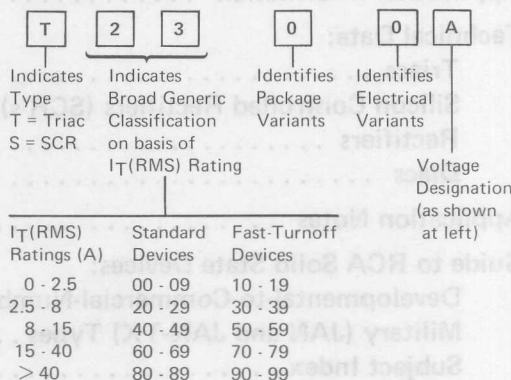 T 2 3 0 0 A
Indicates Indicates Identifies Identifies
Type Broad Generic Package Electrical
T = Triac Classification Variants Varınts
S = SCR on basis of
IT(RMS) Rating Voltage
Designation
(as shown
IT(RMS) Standard Fast-Turnoff at left)
Ratings (A) Devices Devices
0 - 2.5 00 - 09 10 - 19
2.5 - 8 20 - 29 30 - 39
8 - 15 40 - 49 50 - 59
15 - 40 60 - 69 70 - 79
> 40 80 - 89 90 - 99